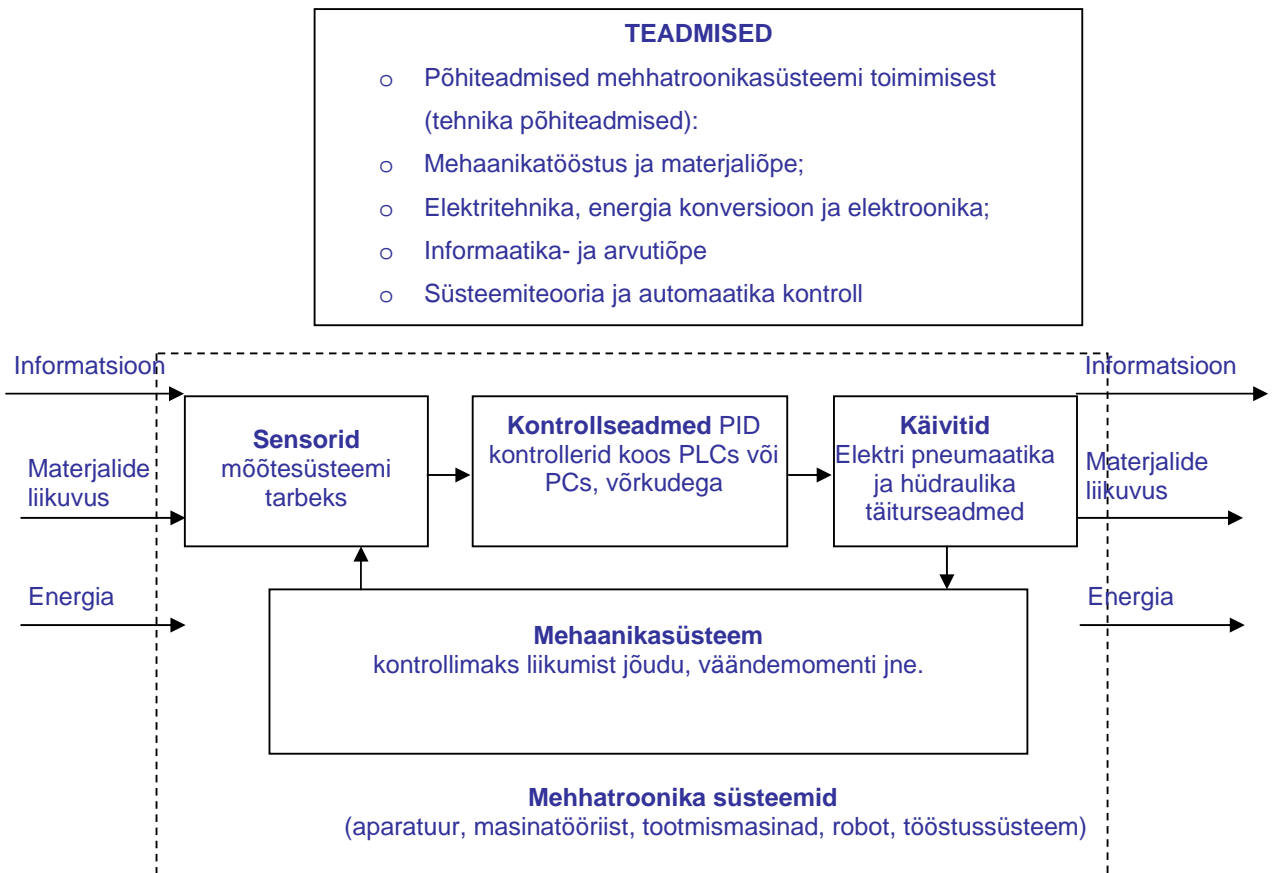 TEADMISED
o Põhiteadmised mehhatroonikasüsteemi toimimisest
(tehnika põhiteadmised):
o Mehaanikatööstus ja materjaliõpe;
o Elektritehnika, energia konversioon ja elektroonika;
o Informaatika- ja arvutiõpe
o Süsteemiteooria ja automaatika kontroll
Informatsioon
Materjalide
liikuvus
Energia
Sensorid
mõõtesüsteemi
tarbeks
Kontrollseadmed PID
kontrollerid koos PLCs või
PCs, võrkudega
Käivitid
Elektri pneumaatika
ja hüdraulika
täiturseadmed
Informatsioon
Materjalide
liikuvus
Energia
Mehaanikasüsteem
kontrollimaks liikumist jõudu, väändemomenti jne.
Mehhatroonika süsteemid
(aparatuur, masinatööriist, tootmismasinad, robot, tööstussüsteem)